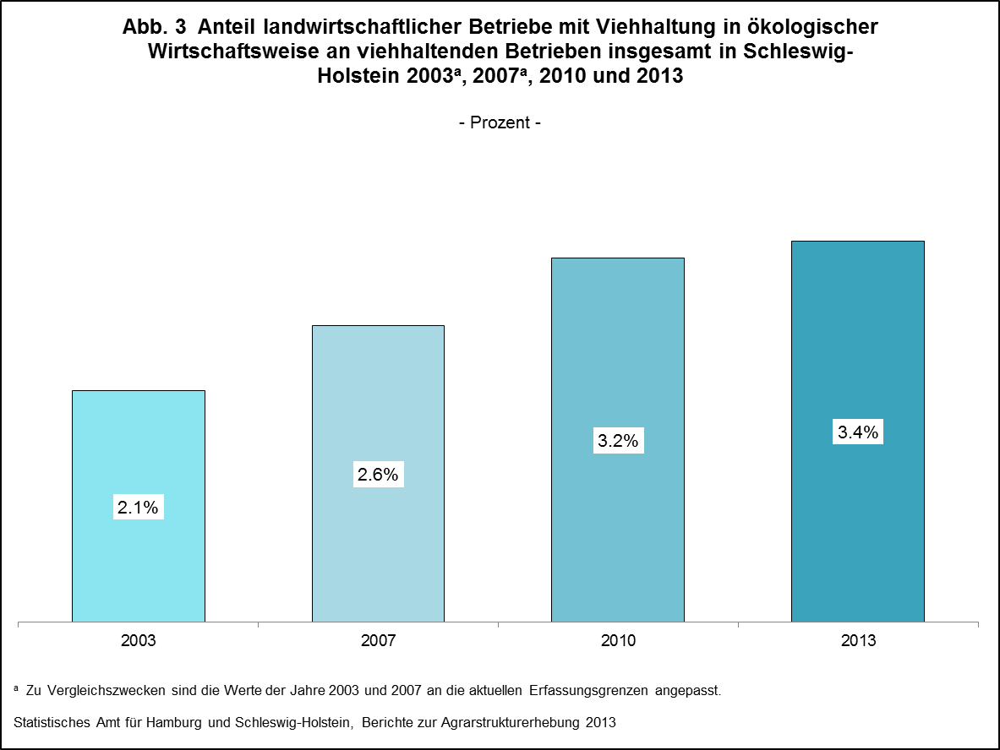 Abb. 3  Anteil landwirtschaftlicher Betriebe mit Viehhaltung in ökologischer
Wirtschaftsweise an viehhaltenden Betrieben insgesamt in Schleswig-
Holstein 2003ª, 2007ª, 2010 und 2013
- Prozent -
2.1%
2.6%
3.2%
3.4%
2003
2007
2010
2013
ª Zu Vergleichszwecken sind die Werte der Jahre 2003 und 2007 an die aktuellen Erfassungsgrenzen angepasst.
Statistisches Amt für Hamburg und Schleswig-Holstein, Berichte zur Agrarstrukturerhebung 2013